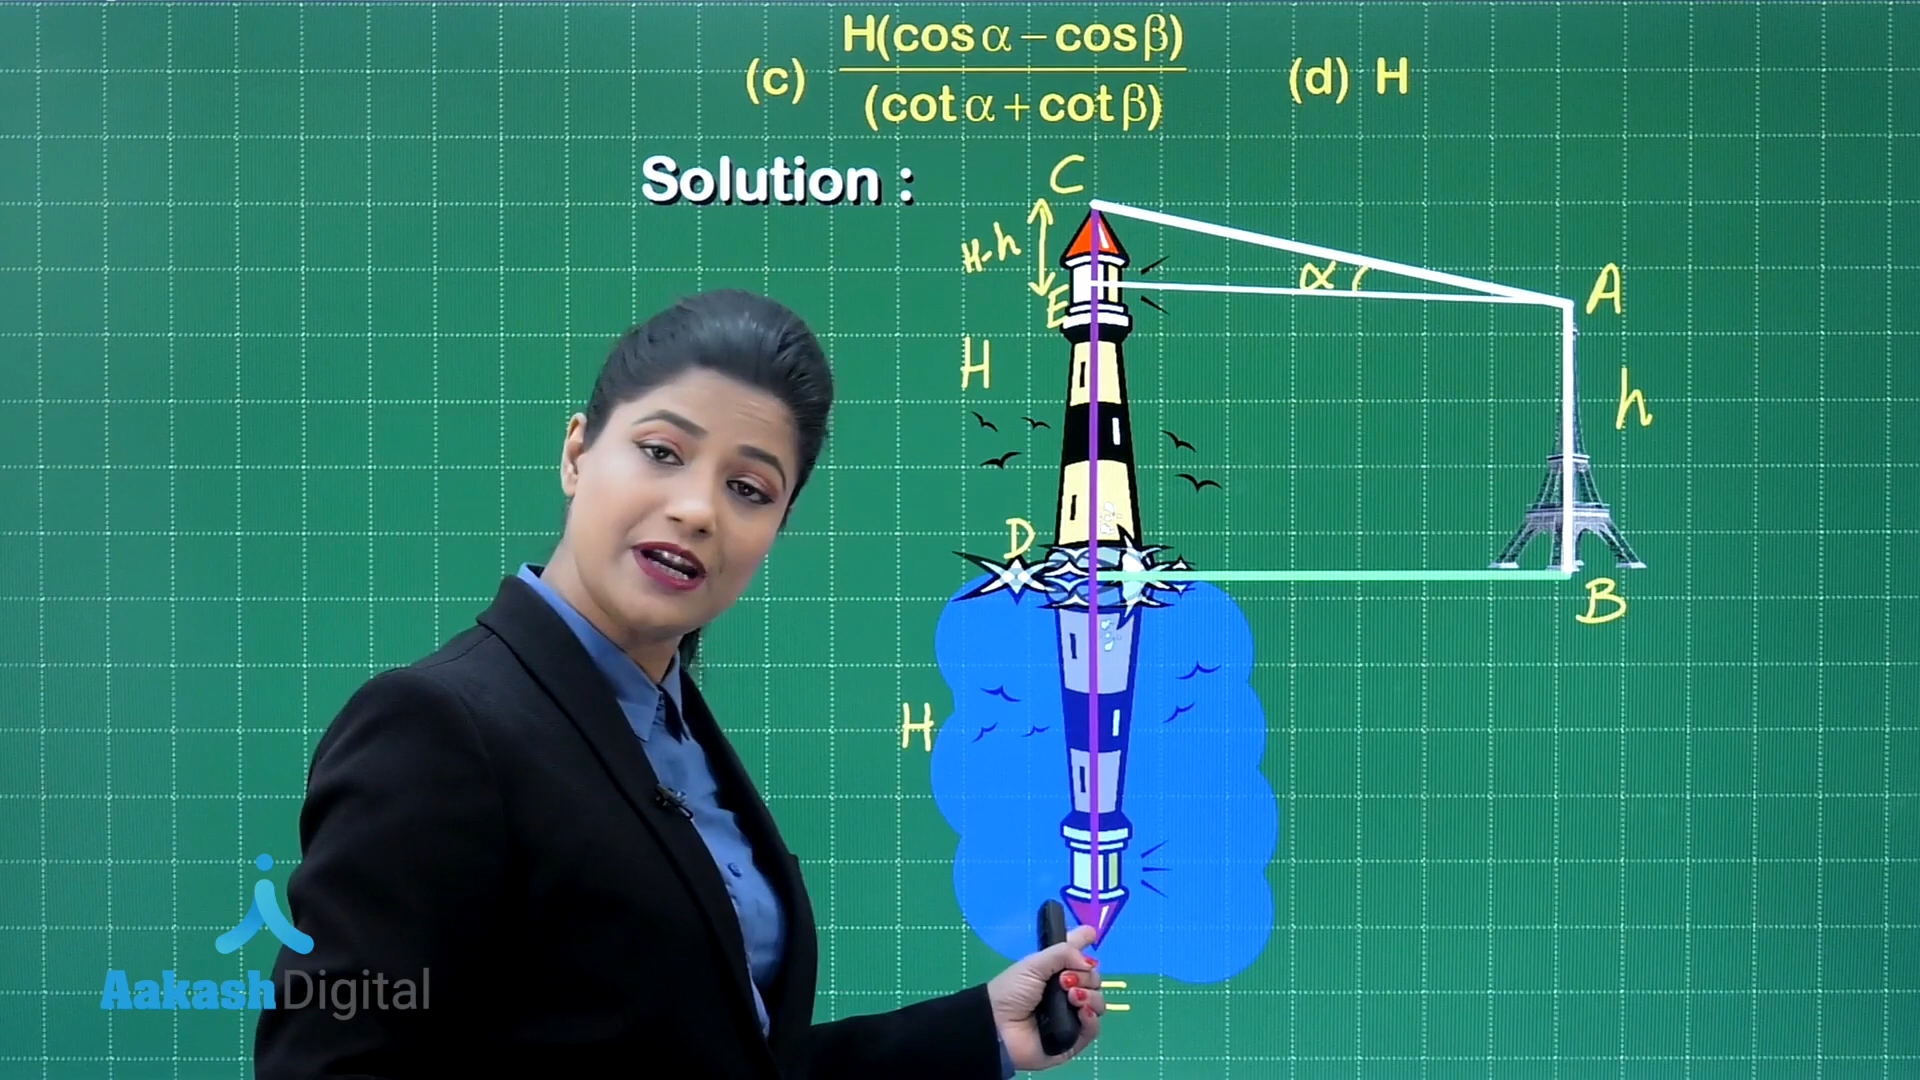 (c) H(cos α – cos β) / (cot α + cot β) (d) H
Solution :
C
H-h
α
A
E
H
h
D
B
H
Aakash Digital